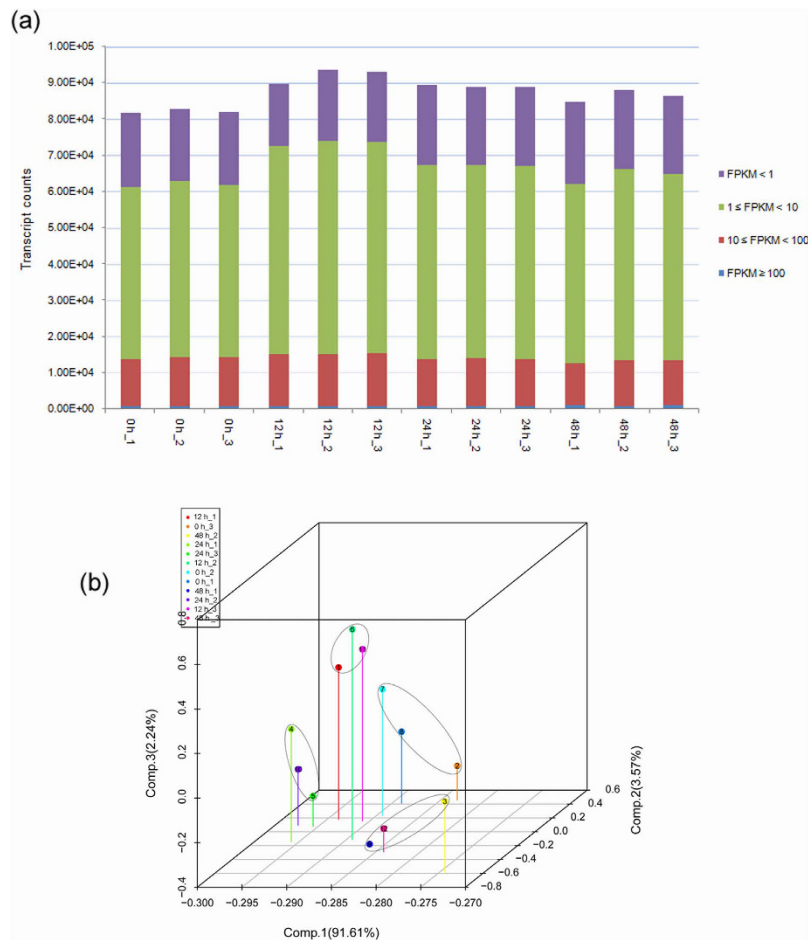 (a)
1.00E+05
9.00E+04
8.00E+04
7.00E+04
6.00E+04
5.00E+04
4.00E+04
3.00E+04
2.00E+04
1.00E+04
0.00E+00
Transcript counts
0h_1
0h_2
0h_3
12h_1
12h_2
12h_3
24h_1
24h_2
24h_3
48h_1
48h_2
48h_3
FPKM < 1
1 ≤ FPKM < 10
10 ≤ FPKM < 100
FPKM ≥ 100
(b)
12 h_1
0 h_3
48 h_2
24 h_1
24 h_3
12 h_2
0 h_2
0 h_1
48 h_1
24 h_2
12 h_3
48 h_3
0.8
0.6
0.4
0.2
0.0
−0.2
−0.4
Comp.3(2.24%)
−0.300
−0.295
−0.290
−0.285
−0.280
−0.275
−0.270
Comp.1(91.61%)
−0.8
−0.6
−0.4
−0.2
0.0
0.2
0.4
0.6
Comp.2(3.57%)
4
7
3